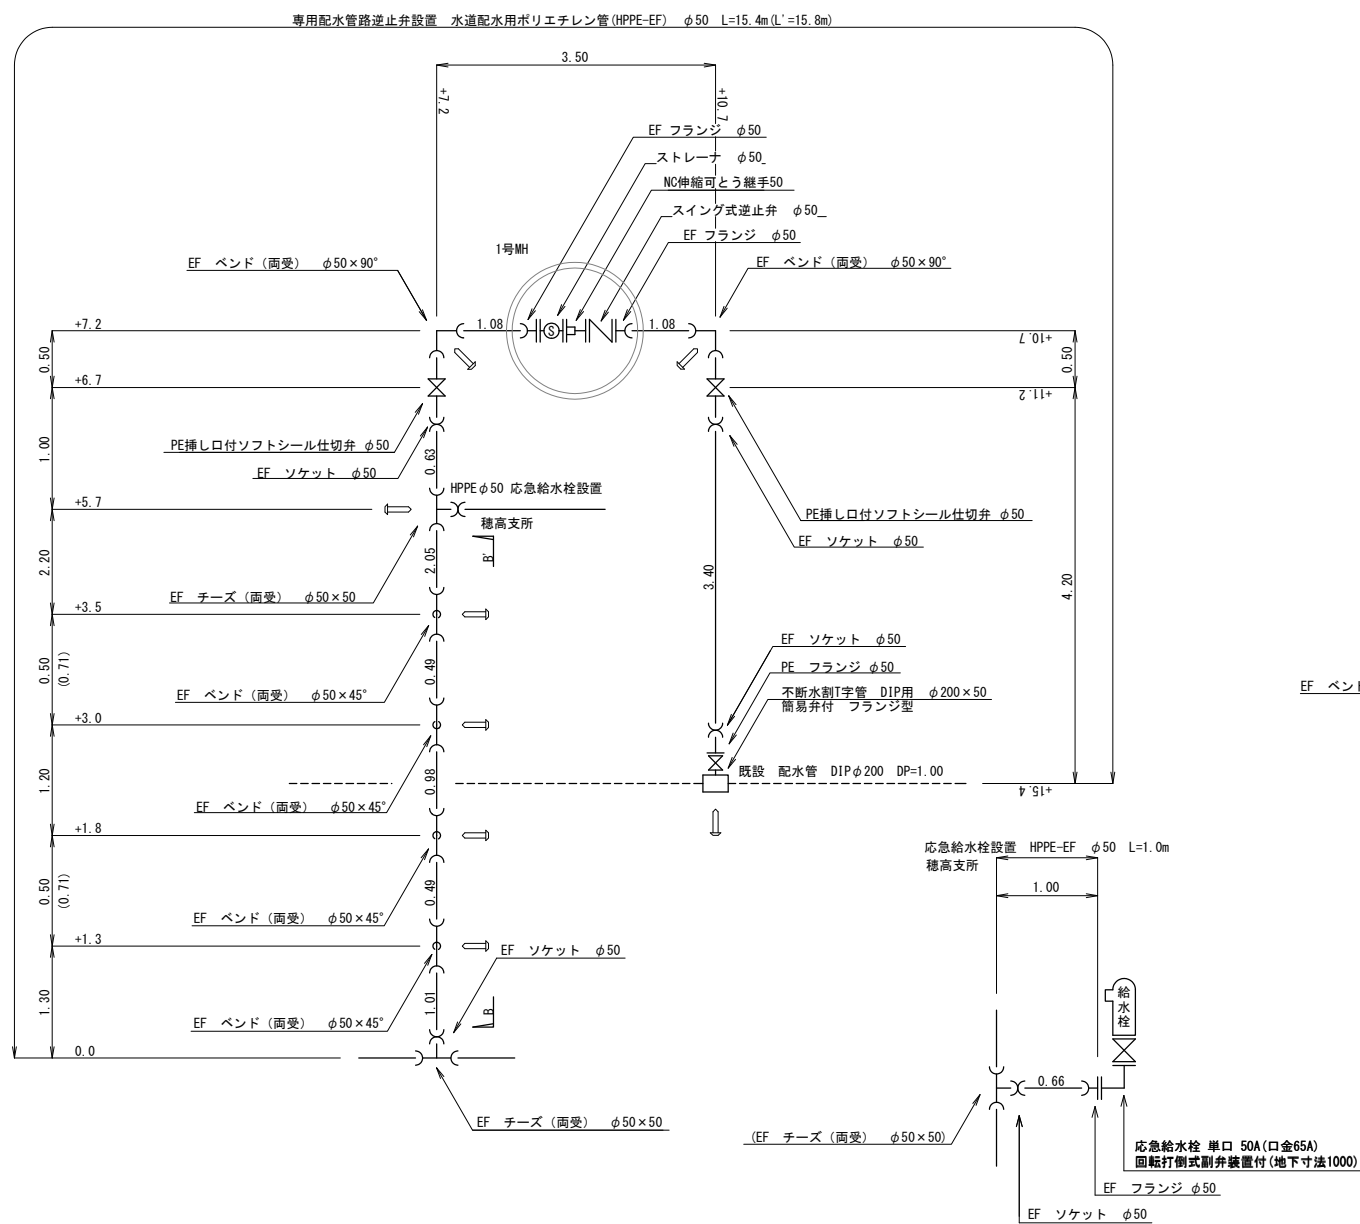 専用配水管路逆止弁設置　水道配水用ポリエチレン管(HPPE-EF)　φ50　L=15.4m(L'=15.8m)
3.50
+7.2
+10.7
EF フランジ　φ50
ストレーナ　φ50
NC伸縮可とう継手50
スイング式逆止弁　φ50
EF フランジ　φ50
1号MH
EF　ベンド（両受）　φ50×90°
EF　ベンド（両受）　φ50×90°
+7.2
1.08
S
1.08
+10.7
0.50
0.50
+6.7
+11.2
PE挿し口付ソフトシール仕切弁　φ50
1.00
EF　ソケット　φ50
0.63
HPPEφ50 応急給水栓設置
+5.7
穂高支所
PE挿し口付ソフトシール仕切弁　φ50
EF　ソケット　φ50
B'
2.20
2.05
3.40
4.20
EF　チーズ（両受）　φ50×50
+3.5
EF　ソケット　φ50
0.50
(0.71)
0.49
PE　フランジ φ50
EF　ベンド（両受）　φ50×45°
不断水割T字管　DIP用　φ200×50
簡易弁付　フランジ型
EF　ベンド
+3.0
既設　配水管　DIPφ200　DP=1.00
1.20
0.98
+15.4
EF　ベンド（両受）　φ50×45°
+1.8
応急給水栓設置　HPPE-EF　φ50　L=1.0m
穂高支所
0.50
(0.71)
0.49
1.00
EF　ベンド（両受）　φ50×45°
+1.3
EF　ソケット　φ50
1.30
1.01
B
給水栓
EF　ベンド（両受）　φ50×45°
0.0
0.66
EF　チーズ（両受）　φ50×50
(EF　チーズ（両受）　φ50×50)
応急給水栓 単口 50A(口金65A)
回転打倒式副弁装置付(地下寸法1000)
EF　フランジ φ50
EF　ソケット　φ50